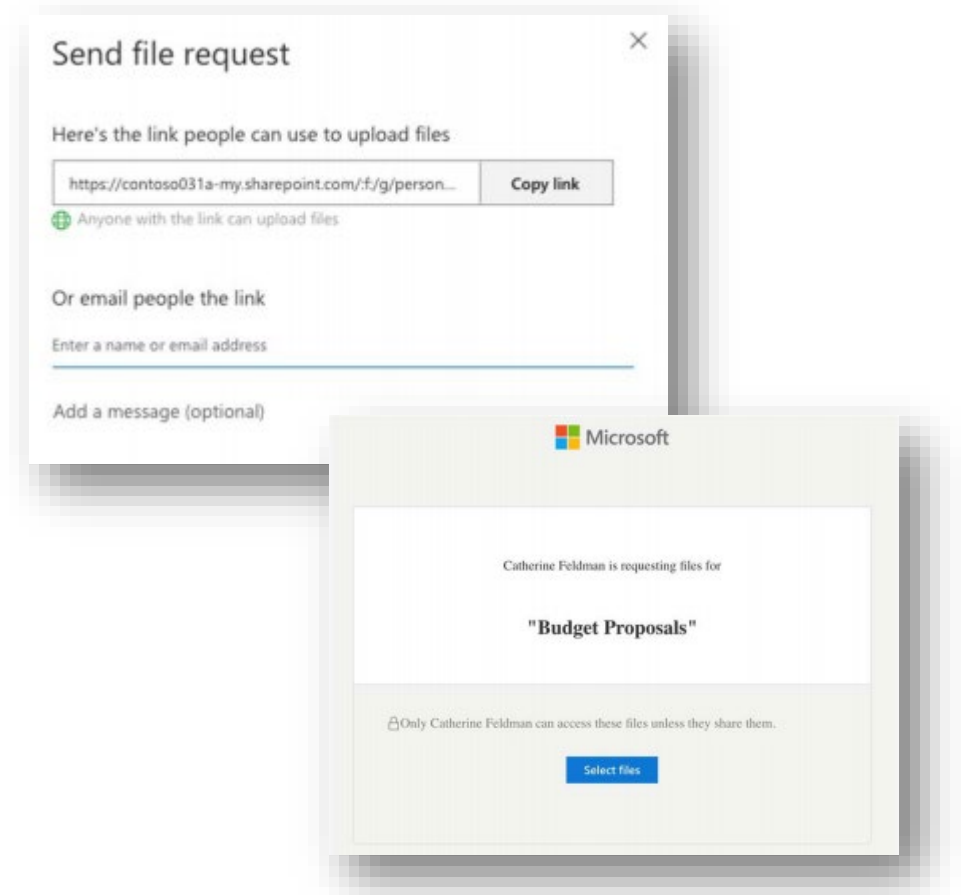 Send file request
Here's the link people can use to upload files
https://contoso031a-my.sharepoint.com/:f:/g/person...
Copy link
Anyone with the link can upload files
Or email people the link
Enter a name or email address
Add a message (optional)
Microsoft
Catherine Feldman is requesting files for
"Budget Proposals"
Only Catherine Feldman can access these files unless they share them.
Select files